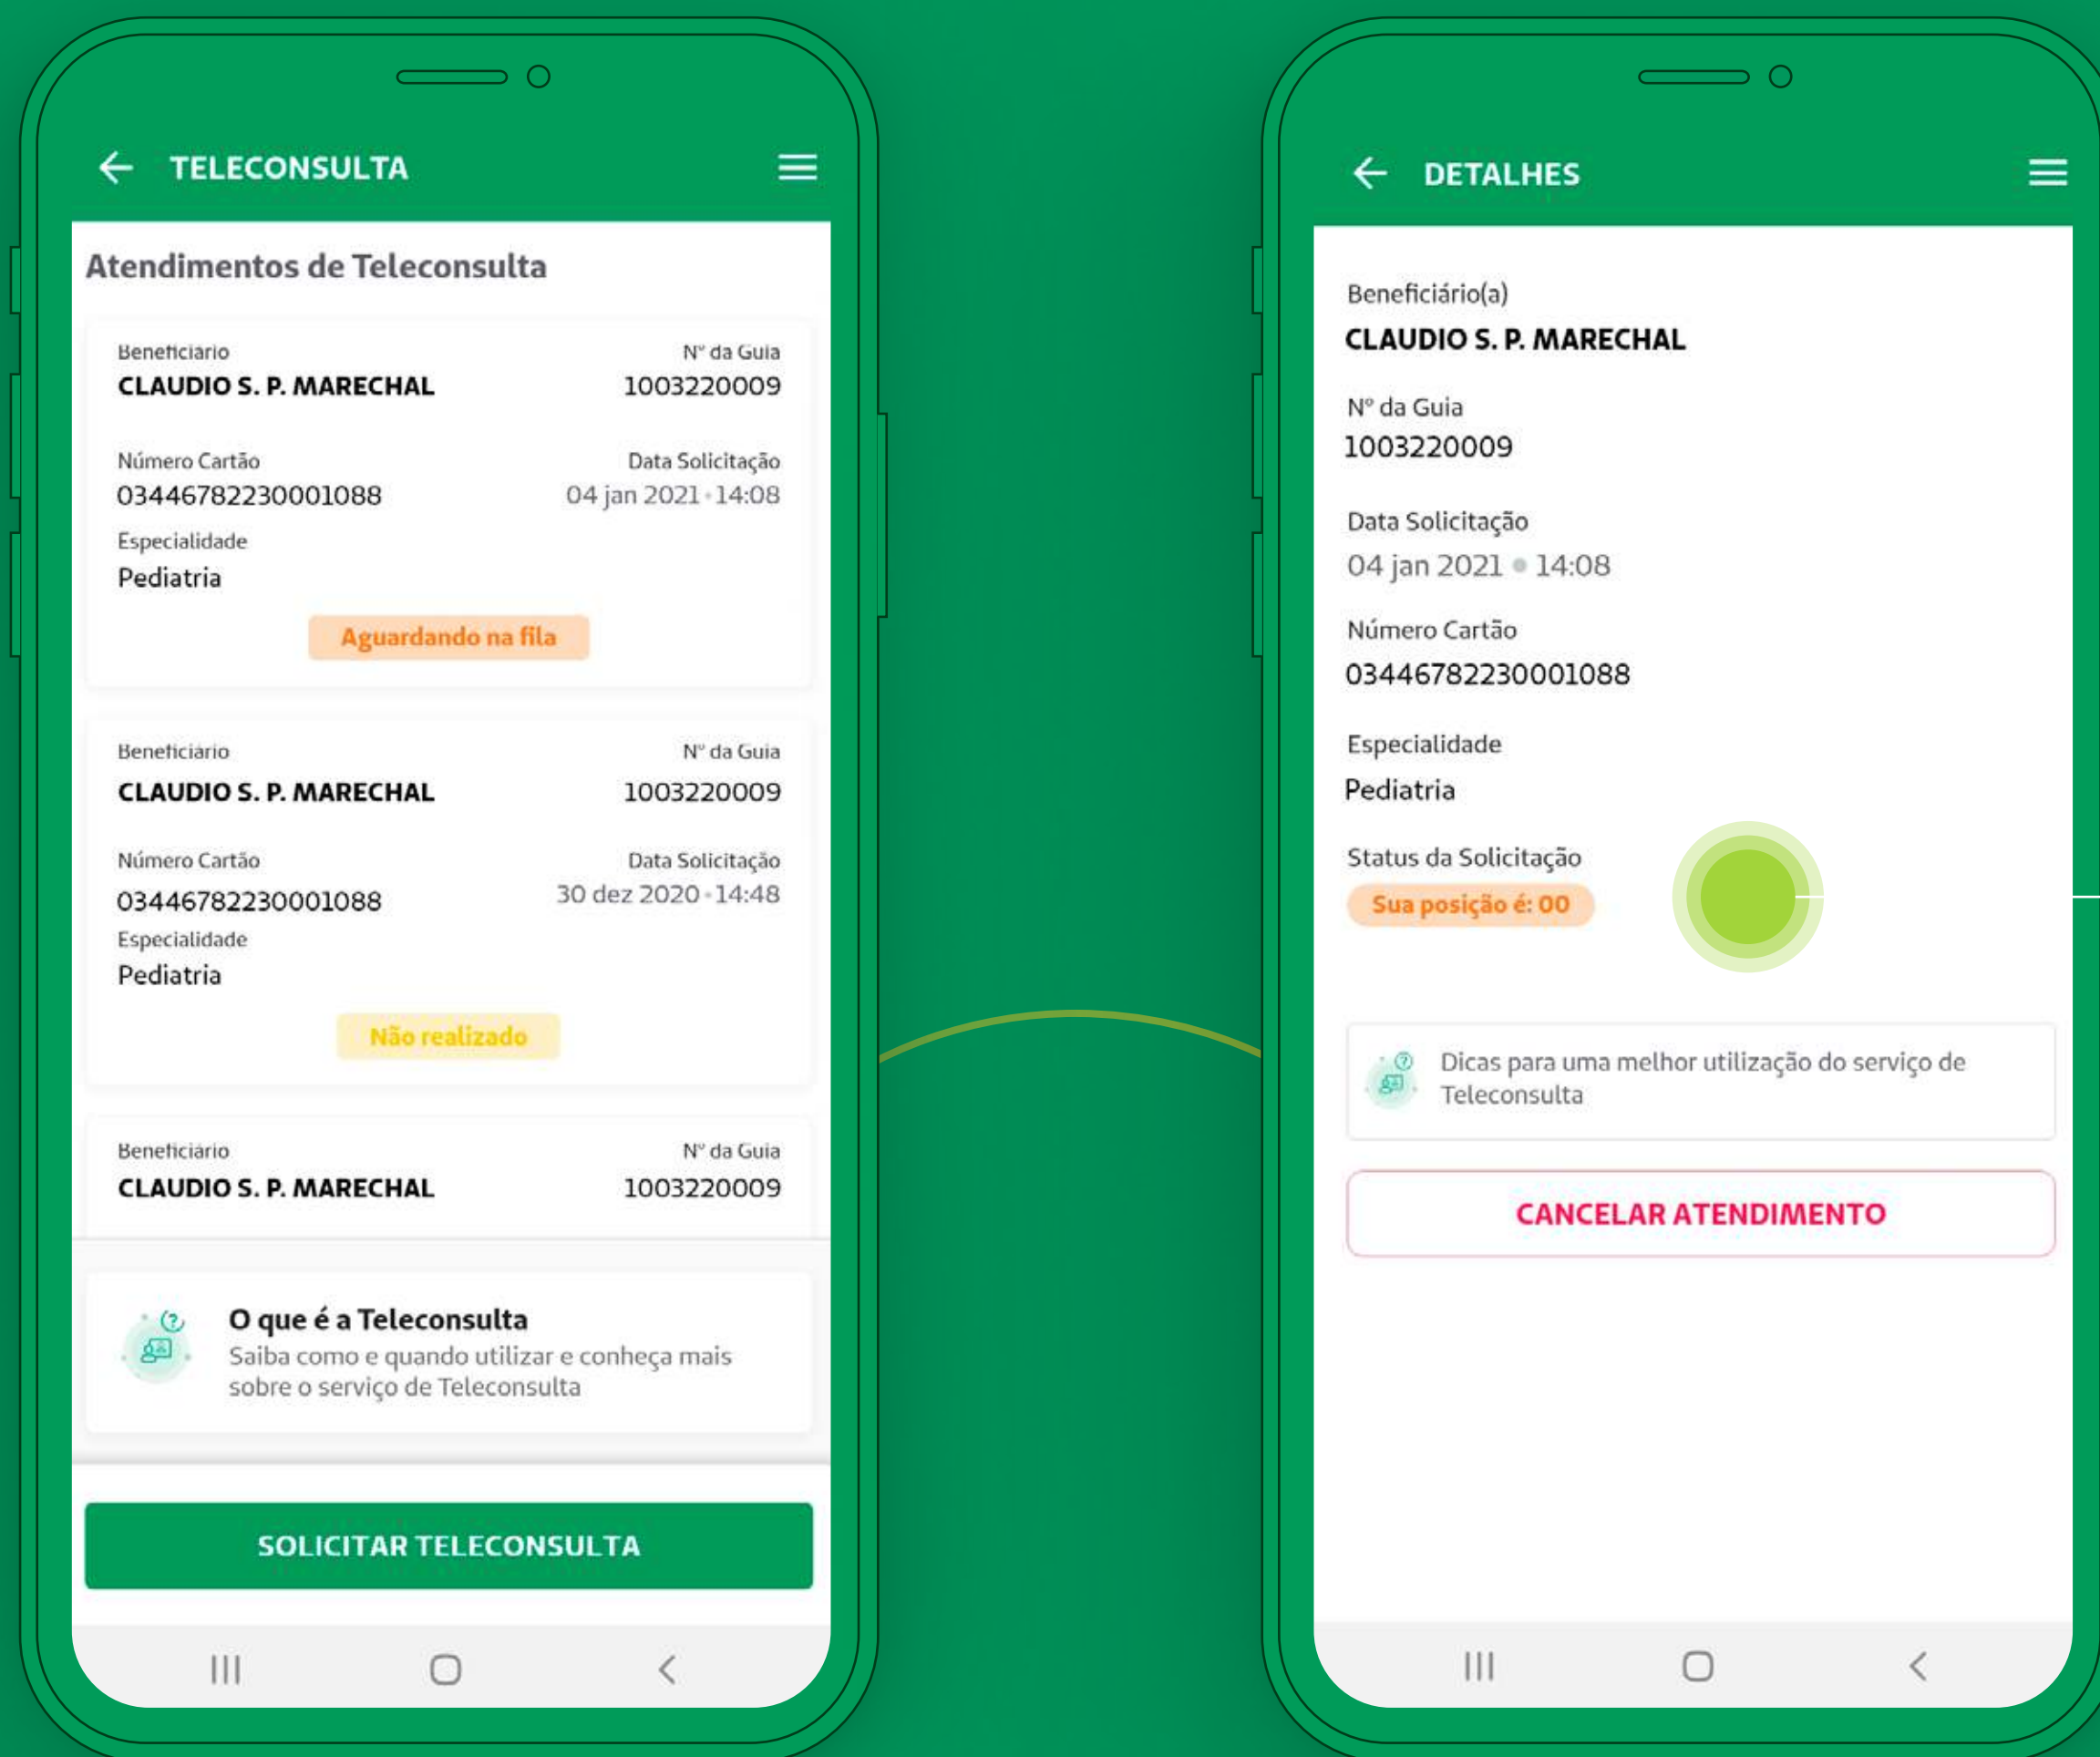 TELECONSULTA
Atendimentos de Teleconsulta
Beneficiário Nº da Guia
CLAUDIO S. P. MARECHAL 1003220009
Número Cartão Data Solicitação
03446782230001088 04 jan 2021 • 14:08
Especialidade
Pediatria
Aguardando na fila
Beneficiário Nº da Guia
CLAUDIO S. P. MARECHAL 1003220009
Número Cartão Data Solicitação
03446782230001088 30 dez 2020 • 14:48
Especialidade
Pediatria
Não realizado
Beneficiário Nº da Guia
CLAUDIO S. P. MARECHAL 1003220009
O que é a Teleconsulta
Saiba como e quando utilizar e conheça mais
sobre o serviço de Teleconsulta
SOLICITAR TELECONSULTA
DETALHES
Beneficiário(a)
CLAUDIO S. P. MARECHAL
Nº da Guia
1003220009
Data Solicitação
04 jan 2021 • 14:08
Número Cartão
03446782230001088
Especialidade
Pediatria
Status da Solicitação
Sua posição é: 00
Dicas para uma melhor utilização do serviço de
Teleconsulta
CANCELAR ATENDIMENTO